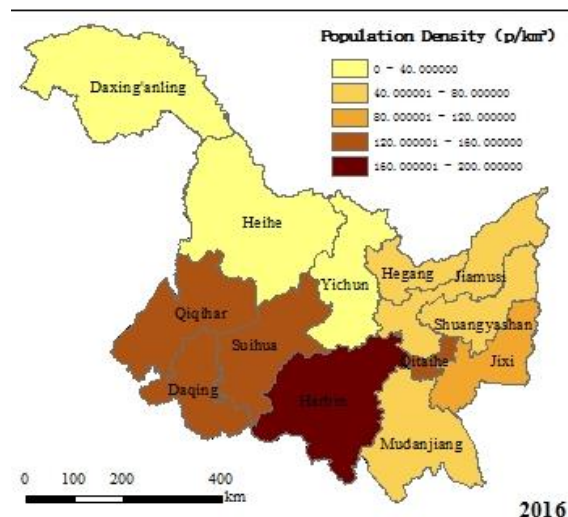 Population Density (p/km²)
0 - 40.000000
40.000001 - 80.000000
80.000001 - 120.000000
120.000001 - 160.000000
160.000001 - 200.000000
Daxing'anling
Heihe
Yichun
Hegang
Jiamusi
Qiqihar
Shuangyashan
Suihua
Qitaihe
Jixi
Daqing
Harbin
Mudanjiang
0 100 200 400
km
2016